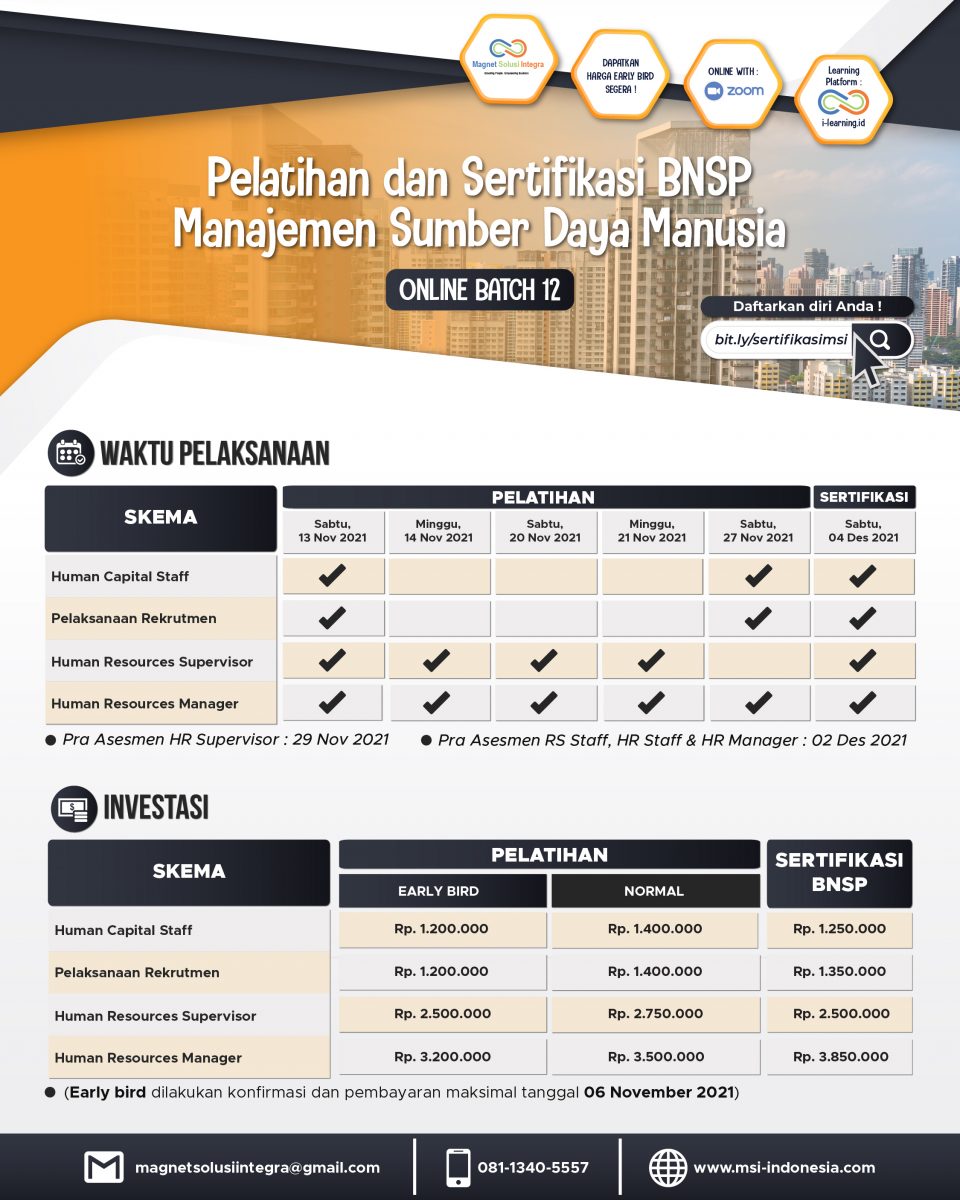 Magnet Solusi Integra
DAPATKAN
HARGA EARLY BIRD
SEGERA !
ONLINE WITH :
zoom
Learning
Platform :
i-learning.id
Pelatihan dan Sertifikasi BNSP
Manajemen Sumber Daya Manusia
ONLINE BATCH 12
Daftarkan diri Anda !
bit.ly/sertifikasimsi
WAKTU PELAKSANAAN
SKEMA PELATIHAN SERTIFIKASI
Sabtu, Minggu, Sabtu, Minggu, Sabtu, Sabtu,
13 Nov 2021 14 Nov 2021 20 Nov 2021 21 Nov 2021 27 Nov 2021 04 Des 2021
Human Capital Staff ✔ ✔ ✔
Pelaksanaan Rekrutmen ✔ ✔ ✔
Human Resources Supervisor ✔ ✔ ✔ ✔ ✔
Human Resources Manager ✔ ✔ ✔ ✔ ✔ ✔
● Pra Asesmen HR Supervisor : 29 Nov 2021 ● Pra Asesmen RS Staff, HR Staff & HR Manager : 02 Des 2021
$
INVESTASI
SKEMA PELATIHAN SERTIFIKASI BNSP
EARLY BIRD NORMAL
Human Capital Staff Rp. 1.200.000 Rp. 1.400.000 Rp. 1.250.000
Pelaksanaan Rekrutmen Rp. 1.200.000 Rp. 1.400.000 Rp. 1.350.000
Human Resources Supervisor Rp. 2.500.000 Rp. 2.750.000 Rp. 2.500.000
Human Resources Manager Rp. 3.200.000 Rp. 3.500.000 Rp. 3.850.000
● (Early bird dilakukan konfirmasi dan pembayaran maksimal tanggal 06 November 2021)
magnetsolusiintegra@gmail.com 081-1340-5557 www.msi-indonesia.com